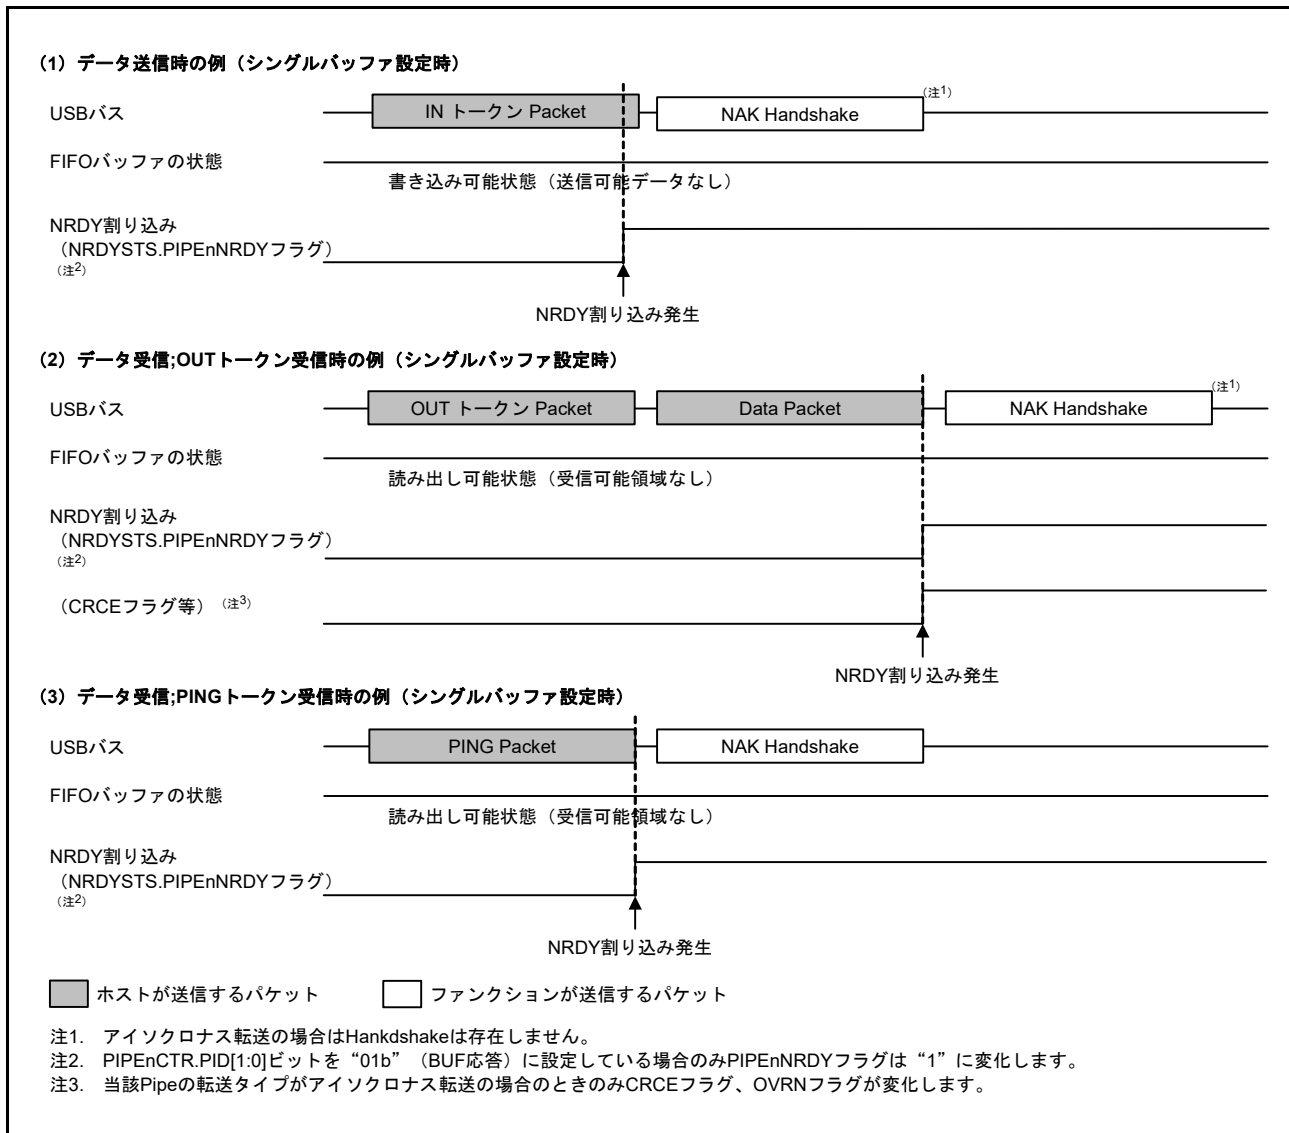 （1）データ送信時の例（シングルバッファ設定時）
USBバス
IN トークン Packet
NAK Handshake
（注1）
FIFOバッファの状態
書き込み可能状態（送信可能データなし）
NRDY割り込み
（NRDYSTS.PIPEnNRDYフラグ）
（注2）
NRDY割り込み発生
（2）データ受信;OUTトークン受信時の例（シングルバッファ設定時）
USBバス
OUT トークン Packet
Data Packet
NAK Handshake
（注1）
FIFOバッファの状態
読み出し可能状態（受信可能領域なし）
NRDY割り込み
（NRDYSTS.PIPEnNRDYフラグ）
（注2）
（CRCEフラグ等）（注3）
NRDY割り込み発生
（3）データ受信;PINGトークン受信時の例（シングルバッファ設定時）
USBバス
PING Packet
NAK Handshake
FIFOバッファの状態
読み出し可能状態（受信可能領域なし）
NRDY割り込み
（NRDYSTS.PIPEnNRDYフラグ）
（注2）
NRDY割り込み発生
ホストが送信するパケット
ファンクションが送信するパケット
注1. アイソクロナス転送の場合はHankdshakeは存在しません。
注2. PIPEnCTR.PID[1:0]ビットを“01b”（BUF応答）に設定している場合のみPIPEnNRDYフラグは“1”に変化します。
注3. 当該Pipeの転送タイプがアイソクロナス転送の場合のときのみCRCEフラグ、OVRNフラグが変化します。